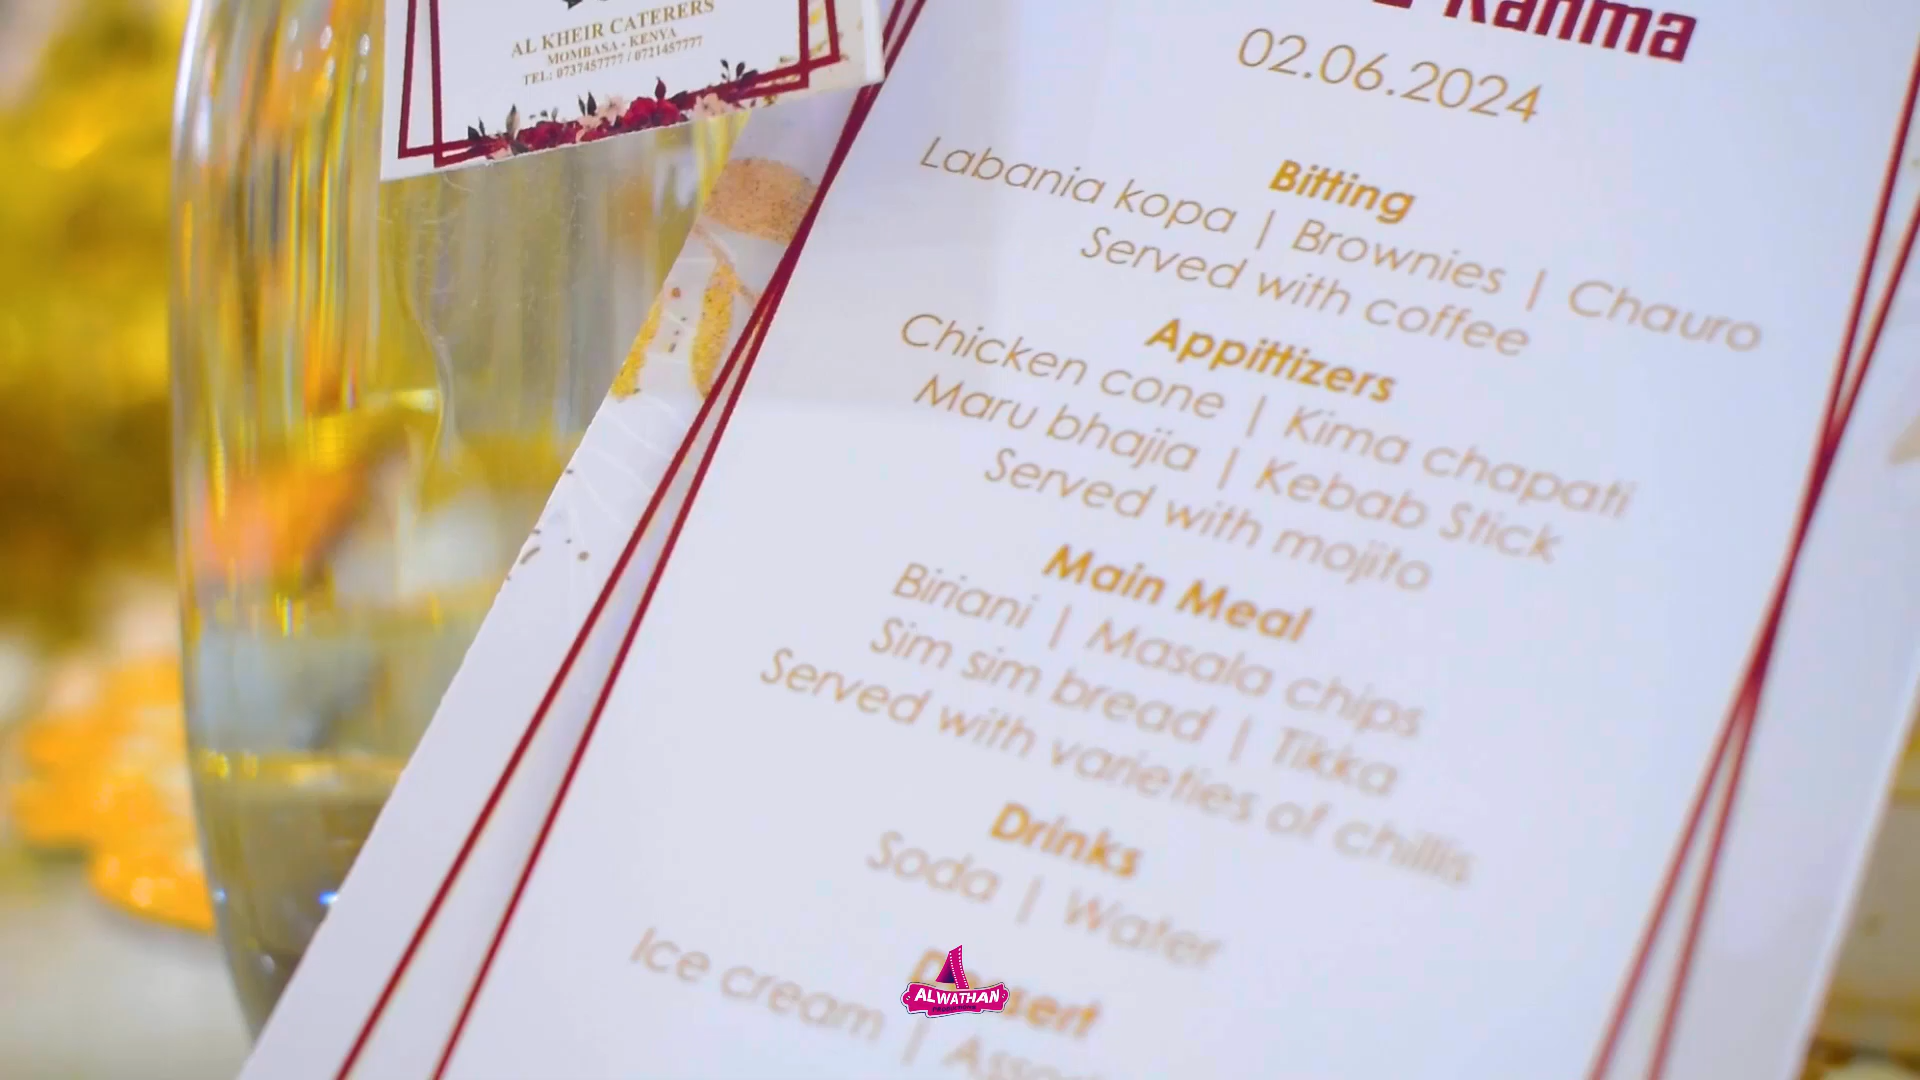 AL KHEIR CATERERS
MOMBASA - KENYA
TEL: 0737457777 / 0721457777
Rahma
02.06.2024
Bitting
Labania kopa | Brownies | Chauro
Served with coffee
Appittizers
Chicken cone | Kima chapati
Maru bhajia | Kebab Stick
Served with mojito
Main Meal
Biriani | Masala chips
Sim sim bread | Tikka
Served with varieties of chillis
Drinks
Soda | Water
Dessert
Ice cream |
ALWATHAN